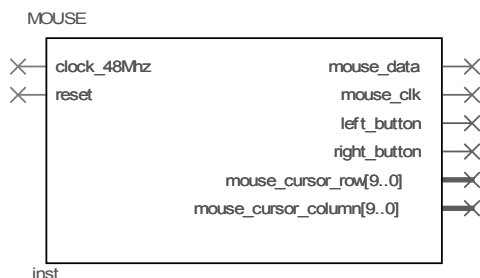 MOUSE
clock_48Mhz mouse_data
reset mouse_clk
left_button
right_button
mouse_cursor_row[9..0]
mouse_cursor_column[9..0]
inst